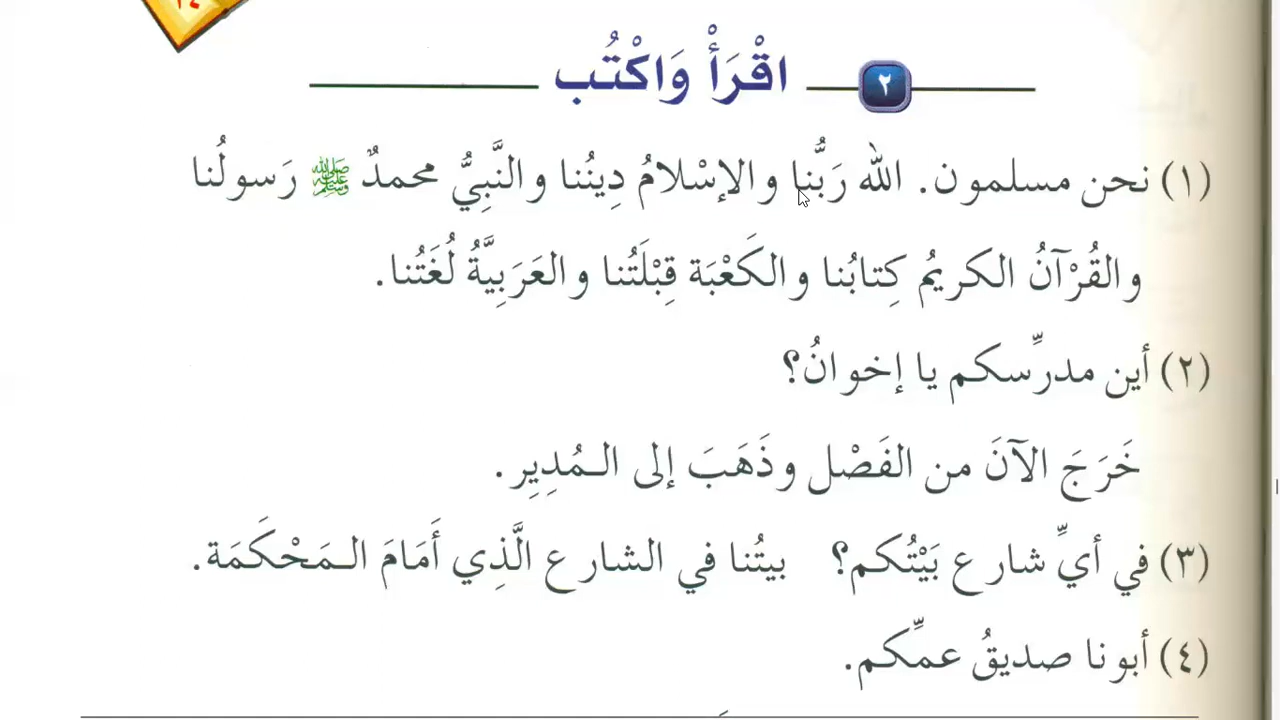 ١٤
٢ اقْرَأْ وَاكْتُب
(١) نحن مسلمون. الله رَبُّنا والإسْلامُ دِينُنا والنَّبِيُّ محمدٌ ﷺ رَسولُنا
والقُرْآنُ الكريمُ كِتابُنا والكَعْبَة قِبْلَتُنا والعَرَبِيَّةُ لُغَتُنا.
(٢) أين مدرِّسكم يا إخوانُ؟
خَرَجَ الآنَ من الفَصْل وذَهَبَ إلى الـمُدِيِر.
(٣) في أيِّ شارع بَيْتُكم؟ بيتُنا في الشارع الَّذِي أَمَامَ الـمَحْكَمَة.
(٤) أبونا صديقُ عمِّكم.